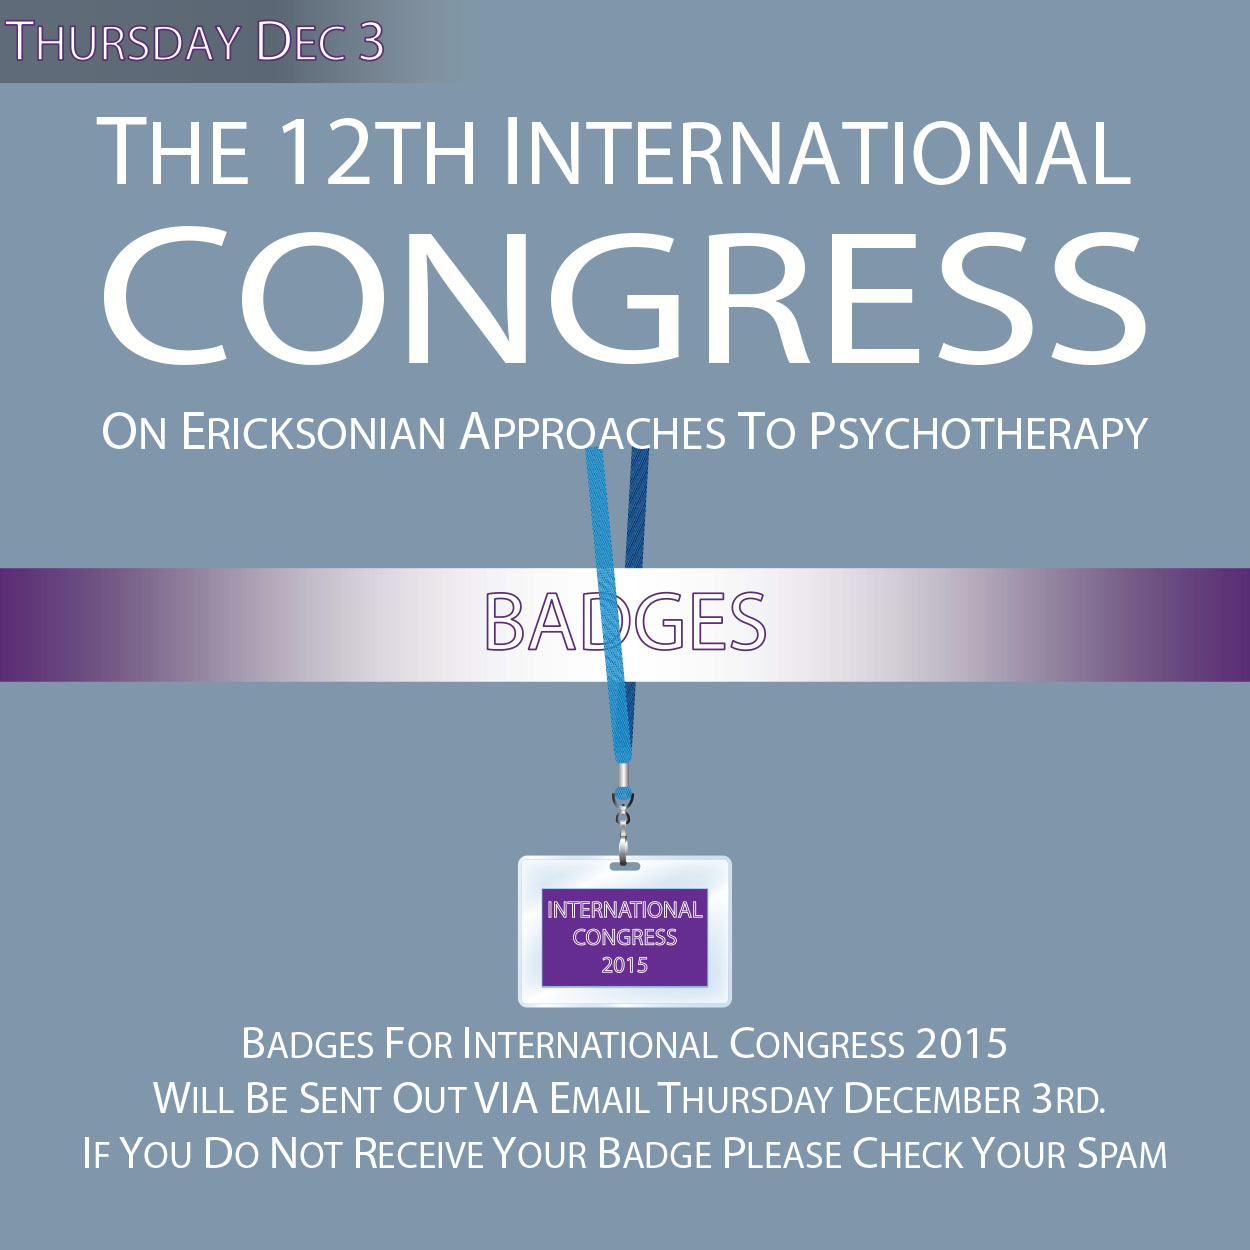 THURSDAY DEC 3
THE 12TH INTERNATIONAL
CONGRESS
ON ERICKSONIAN APPROACHES TO PSYCHOTHERAPY
BADGES
INTERNATIONAL
CONGRESS
2015
BADGES FOR INTERNATIONAL CONGRESS 2015
WILL BE SENT OUT VIA EMAIL THURSDAY DECEMBER 3RD.
IF YOU DO NOT RECEIVE YOUR BADGE PLEASE CHECK YOUR SPAM